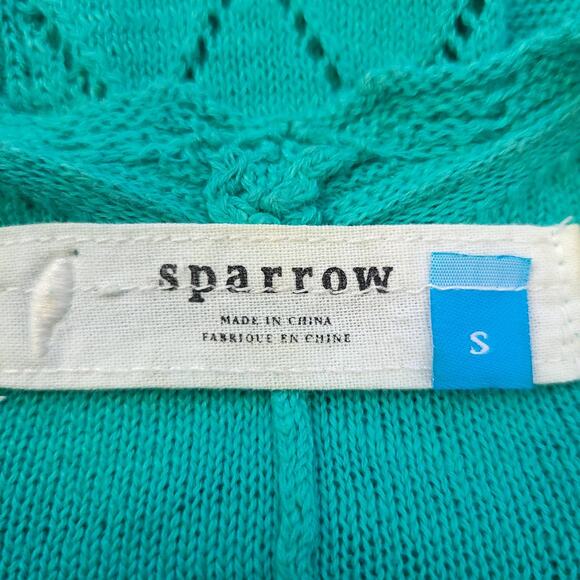 sparrow
MADE IN CHINA
FABRIQUE EN CHINE
S